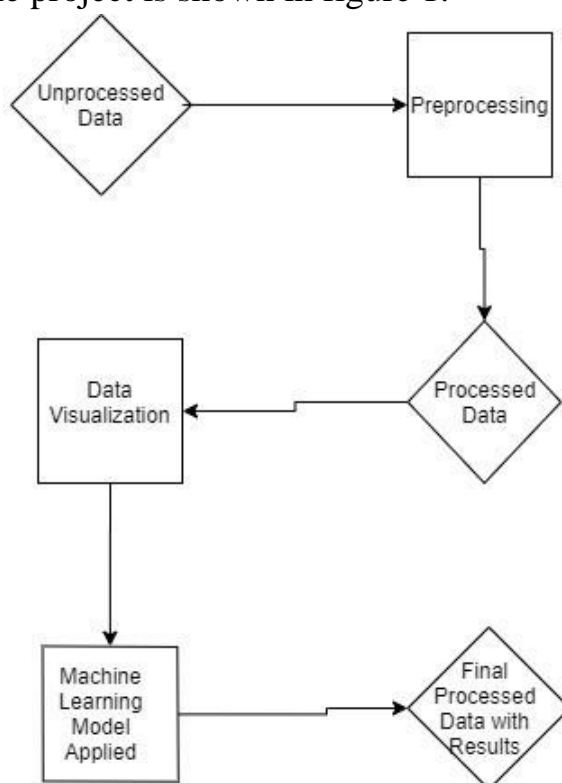 project is shown in figure 1.
Unprocessed
Data
Preprocessing
Processed
Data
Data
Visualization
Machine
Learning
Model
Applied
Final
Processed
Data with
Results